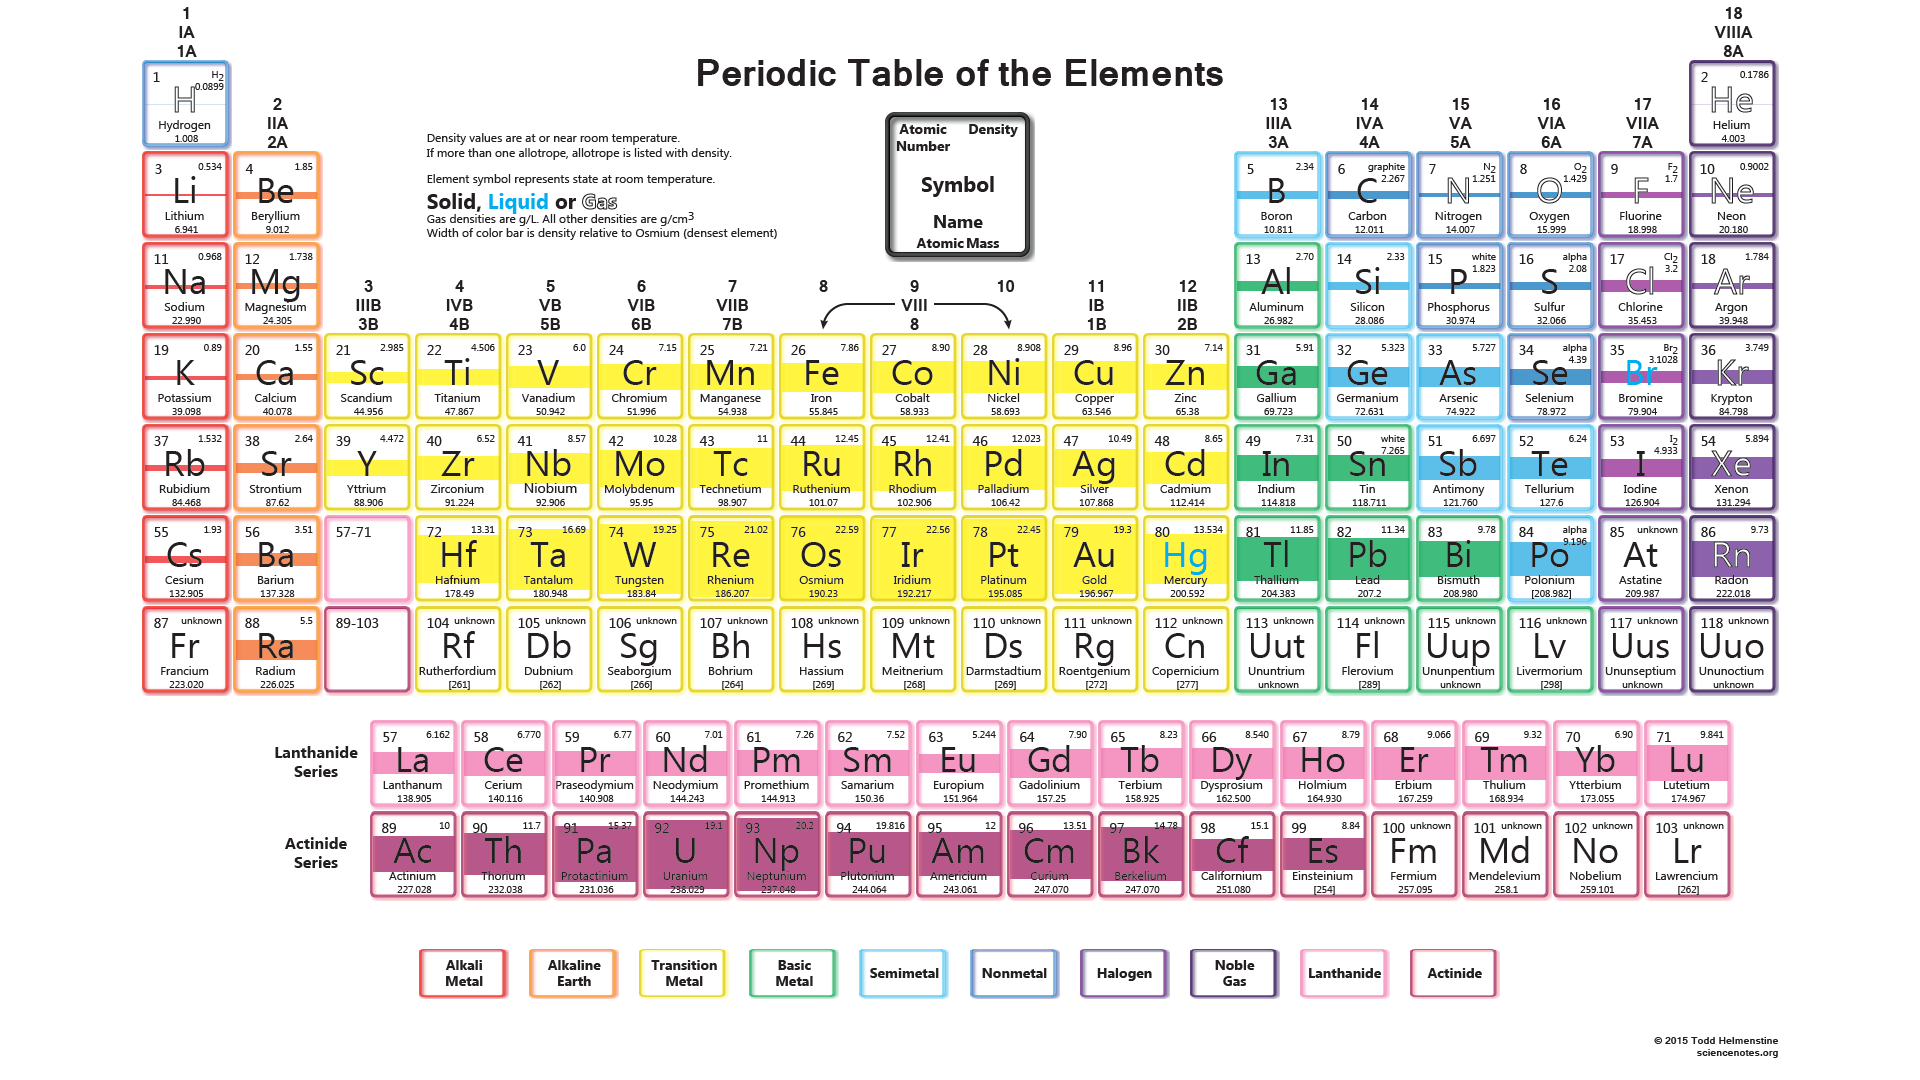 1
IA
1A
18
VIIIA
8A
Periodic Table of the Elements
1 H2 0.0899 H Hydrogen 1.008
2 0.1786 He Helium 4.003
2
IIA
2A
13 14 15 16 17
IIIA IVA VA VIA VIIA
3A 4A 5A 6A 7A
Density values are at or near room temperature.
If more than one allotrope, allotrope is listed with density.
Element symbol represents state at room temperature.
Solid, Liquid or Gas
Gas densities are g/L. All other densities are g/cm3
Width of color bar is density relative to Osmium (densest element)
Atomic Number Density
Symbol
Name
Atomic Mass
3 0.534 Li Lithium 6.941
4 1.85 Be Beryllium 9.012
5 2.34 B Boron 10.811
6 graphite 2.267 C Carbon 12.011
7 N2 1.251 N Nitrogen 14.007
8 O2 1.429 O Oxygen 15.999
9 F2 1.7 F Fluorine 18.998
10 0.9002 Ne Neon 20.180
11 0.968 Na Sodium 22.990
12 1.738 Mg Magnesium 24.305
13 2.70 Al Aluminum 26.982
14 2.33 Si Silicon 28.086
15 white 1.823 P Phosphorus 30.974
16 alpha 2.08 S Sulfur 32.066
17 Cl2 3.2 Cl Chlorine 35.453
18 1.784 Ar Argon 39.948
3 4 5 6 7 8 9 10 11 12
IIIB IVB VB VIB VIIB VIII IB IIB
3B 4B 5B 6B 7B 8 1B 2B
19 0.89 K Potassium 39.098
20 1.55 Ca Calcium 40.078
21 2.985 Sc Scandium 44.956
22 4.506 Ti Titanium 47.867
23 6.0 V Vanadium 50.942
24 7.15 Cr Chromium 51.996
25 7.21 Mn Manganese 54.938
26 7.86 Fe Iron 55.845
27 8.90 Co Cobalt 58.933
28 8.908 Ni Nickel 58.693
29 8.96 Cu Copper 63.546
30 7.14 Zn Zinc 65.38
31 5.91 Ga Gallium 69.723
32 5.323 Ge Germanium 72.631
33 5.727 As Arsenic 74.922
34 alpha 4.39 Se Selenium 78.972
35 Br2 3.1028 Br Bromine 79.904
36 3.749 Kr Krypton 84.798
37 1.532 Rb Rubidium 84.468
38 2.64 Sr Strontium 87.62
39 4.472 Y Yttrium 88.906
40 6.52 Zr Zirconium 91.224
41 8.57 Nb Niobium 92.906
42 10.28 Mo Molybdenum 95.95
43 11 Tc Technetium 98.907
44 12.45 Ru Ruthenium 101.07
45 12.41 Rh Rhodium 102.906
46 12.023 Pd Palladium 106.42
47 10.49 Ag Silver 107.868
48 8.65 Cd Cadmium 112.414
49 7.31 In Indium 114.818
50 white 7.265 Sn Tin 118.711
51 6.697 Sb Antimony 121.760
52 6.24 Te Tellurium 127.6
53 I2 4.933 I Iodine 126.904
54 5.894 Xe Xenon 131.294
55 1.93 Cs Cesium 132.905
56 3.51 Ba Barium 137.328
57-71
72 13.31 Hf Hafnium 178.49
73 16.69 Ta Tantalum 180.948
74 19.25 W Tungsten 183.84
75 21.02 Re Rhenium 186.207
76 22.59 Os Osmium 190.23
77 22.56 Ir Iridium 192.217
78 22.45 Pt Platinum 195.085
79 19.3 Au Gold 196.967
80 13.534 Hg Mercury 200.592
81 11.85 Tl Thallium 204.383
82 11.34 Pb Lead 207.2
83 9.78 Bi Bismuth 208.980
84 alpha 9.196 Po Polonium [208.982]
85 unknown At Astatine 209.987
86 9.73 Rn Radon 222.018
87 unknown Fr Francium 223.020
88 5.5 Ra Radium 226.025
89-103
104 unknown Rf Rutherfordium [261]
105 unknown Db Dubnium [262]
106 unknown Sg Seaborgium [266]
107 unknown Bh Bohrium [264]
108 unknown Hs Hassium [269]
109 unknown Mt Meitnerium [268]
110 unknown Ds Darmstadtium [269]
111 unknown Rg Roentgenium [272]
112 unknown Cn Copernicium [277]
113 unknown Uut Ununtrium unknown
114 unknown Fl Flerovium [289]
115 unknown Uup Ununpentium unknown
116 unknown Lv Livermorium [298]
117 unknown Uus Ununseptium unknown
118 unknown Uuo Ununoctium unknown
Lanthanide Series
57 6.162 La Lanthanum 138.905
58 6.770 Ce Cerium 140.116
59 6.77 Pr Praseodymium 140.908
60 7.01 Nd Neodymium 144.243
61 7.26 Pm Promethium 144.913
62 7.52 Sm Samarium 150.36
63 5.244 Eu Europium 151.964
64 7.90 Gd Gadolinium 157.25
65 8.23 Tb Terbium 158.925
66 8.540 Dy Dysprosium 162.500
67 8.79 Ho Holmium 164.930
68 9.066 Er Erbium 167.259
69 9.32 Tm Thulium 168.934
70 6.90 Yb Ytterbium 173.055
71 9.841 Lu Lutetium 174.967
Actinide Series
89 10 Ac Actinium 227.028
90 11.7 Th Thorium 232.038
91 15.37 Pa Protactinium 231.036
92 19.1 U Uranium 238.029
93 20.2 Np Neptunium 237.048
94 19.816 Pu Plutonium 244.064
95 12 Am Americium 243.061
96 13.51 Cm Curium 247.070
97 14.78 Bk Berkelium 247.070
98 15.1 Cf Californium 251.080
99 8.84 Es Einsteinium [254]
100 unknown Fm Fermium 257.095
101 unknown Md Mendelevium 258.1
102 unknown No Nobelium 259.101
103 unknown Lr Lawrencium [262]
Alkali Metal
Alkaline Earth
Transition Metal
Basic Metal
Semimetal
Nonmetal
Halogen
Noble Gas
Lanthanide
Actinide
© 2015 Todd Helmenstine
sciencenotes.org